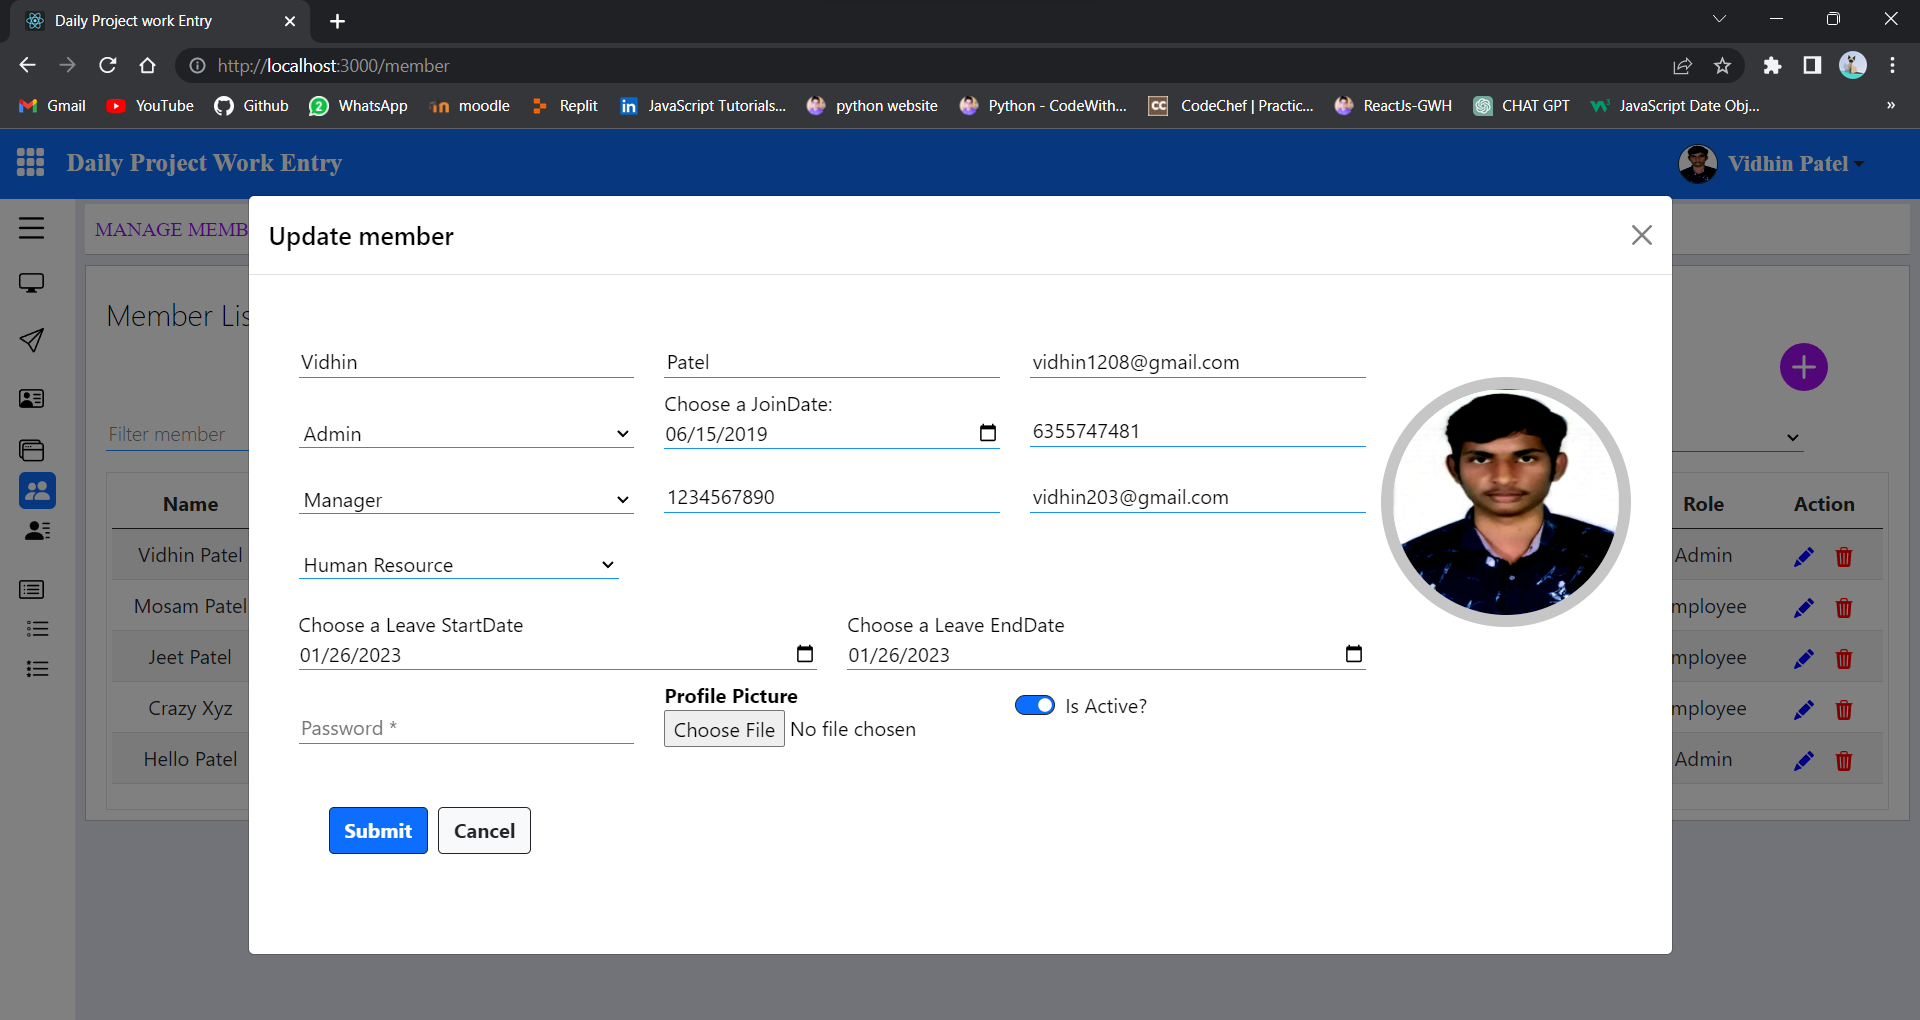 Daily Project work Entry
http://localhost:3000/member
Gmail YouTube Github WhatsApp moodle Replit JavaScript Tutorials... python website Python - CodeWith... CodeChef | Practic... ReactJs-GWH CHAT GPT JavaScript Date Obj... »
Daily Project Work Entry Vidhin Patel
MANAGE MEMB
Update member
Member Lis
Vidhin Patel vidhin1208@gmail.com
Choose a JoinDate:
Filter member Admin 06/15/2019 6355747481
Manager 1234567890 vidhin203@gmail.com
Name Role Action
Vidhin Patel Human Resource Admin
Mosam Patel mployee
Choose a Leave StartDate Choose a Leave EndDate
Jeet Patel 01/26/2023 01/26/2023 mployee
Profile Picture Is Active?
Crazy Xyz mployee
Password * Choose File No file chosen
Hello Patel Admin
Submit Cancel